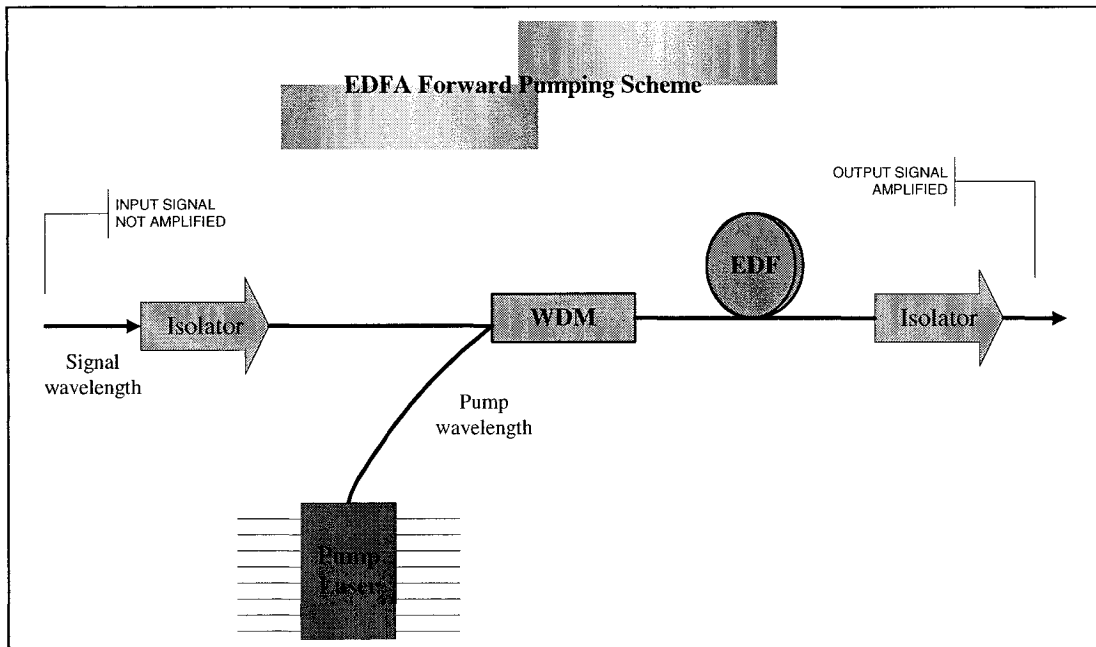 EDFA Forward Pumping Scheme
INPUT SIGNAL
NOT AMPLIFIED
OUTPUT SIGNAL
AMPLIFIED
Isolator
WDM
EDF
Isolator
Signal
wavelength
Pump
wavelength
Pump
Laser